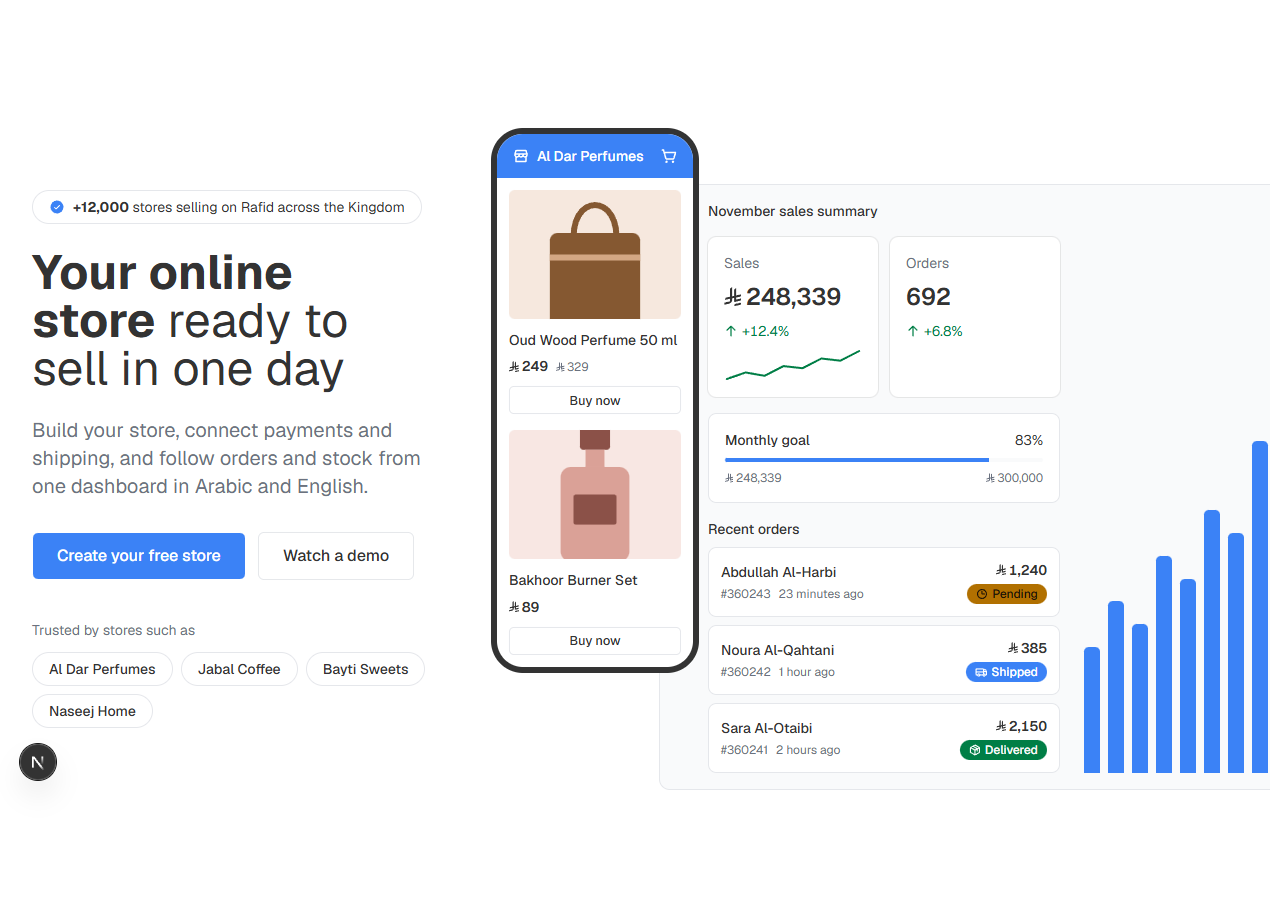 +12,000 stores selling on Rafid across the Kingdom
Your online
store ready to
sell in one day
Build your store, connect payments and
shipping, and follow orders and stock from
one dashboard in Arabic and English.
Create your free store
Watch a demo
Trusted by stores such as
Al Dar Perfumes
Jabal Coffee
Bayti Sweets
Naseej Home
N
Al Dar Perfumes
Oud Wood Perfume 50 ml
⃁ 249 ⃁ 329
Buy now
Bakhoor Burner Set
⃁ 89
Buy now
November sales summary
Sales
⃁ 248,339
+12.4%
Orders
692
+6.8%
Monthly goal 83%
⃁ 248,339 ⃁ 300,000
Recent orders
Abdullah Al-Harbi ⃁ 1,240
#360243 23 minutes ago Pending
Noura Al-Qahtani ⃁ 385
#360242 1 hour ago Shipped
Sara Al-Otaibi ⃁ 2,150
#360241 2 hours ago Delivered